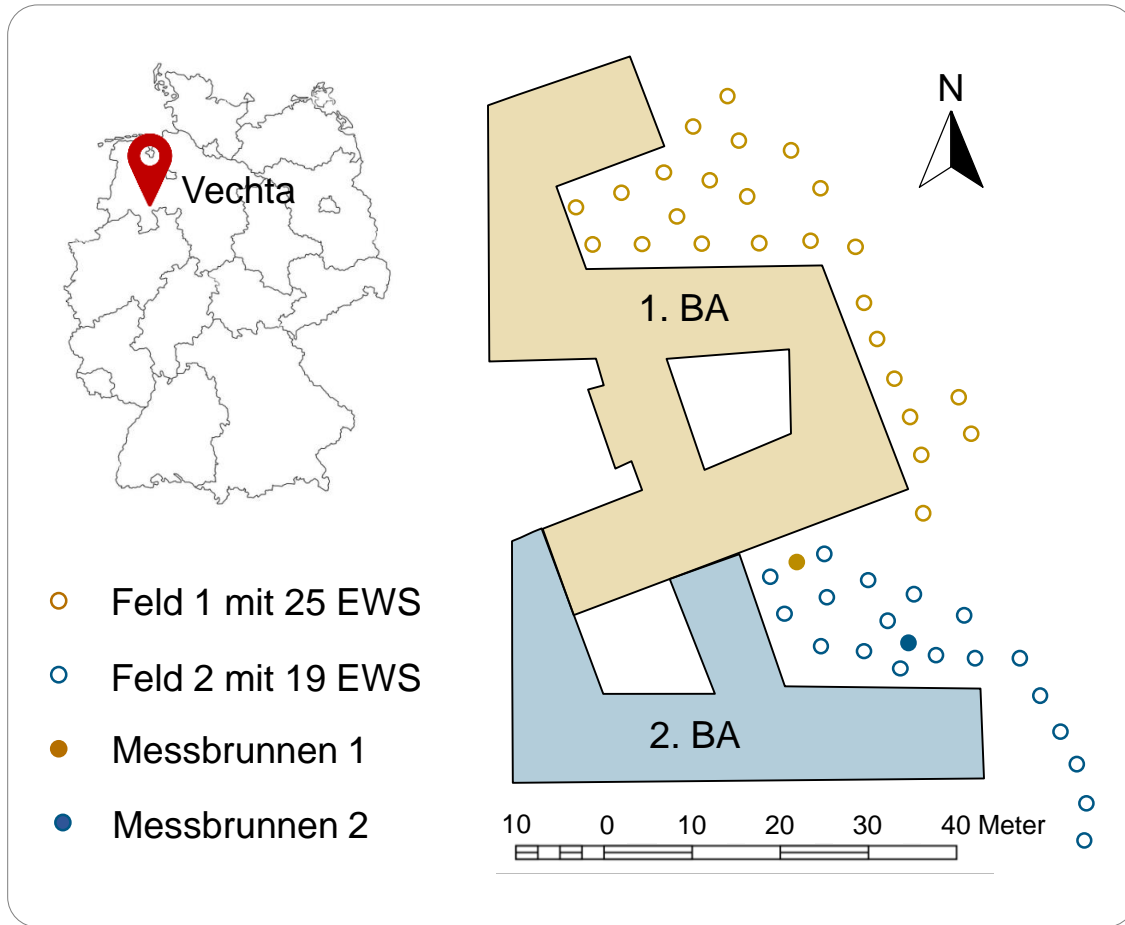 Vechta
N
1. BA
2. BA
Feld 1 mit 25 EWS
Feld 2 mit 19 EWS
Messbrunnen 1
Messbrunnen 2
10 0 10 20 30 40 Meter